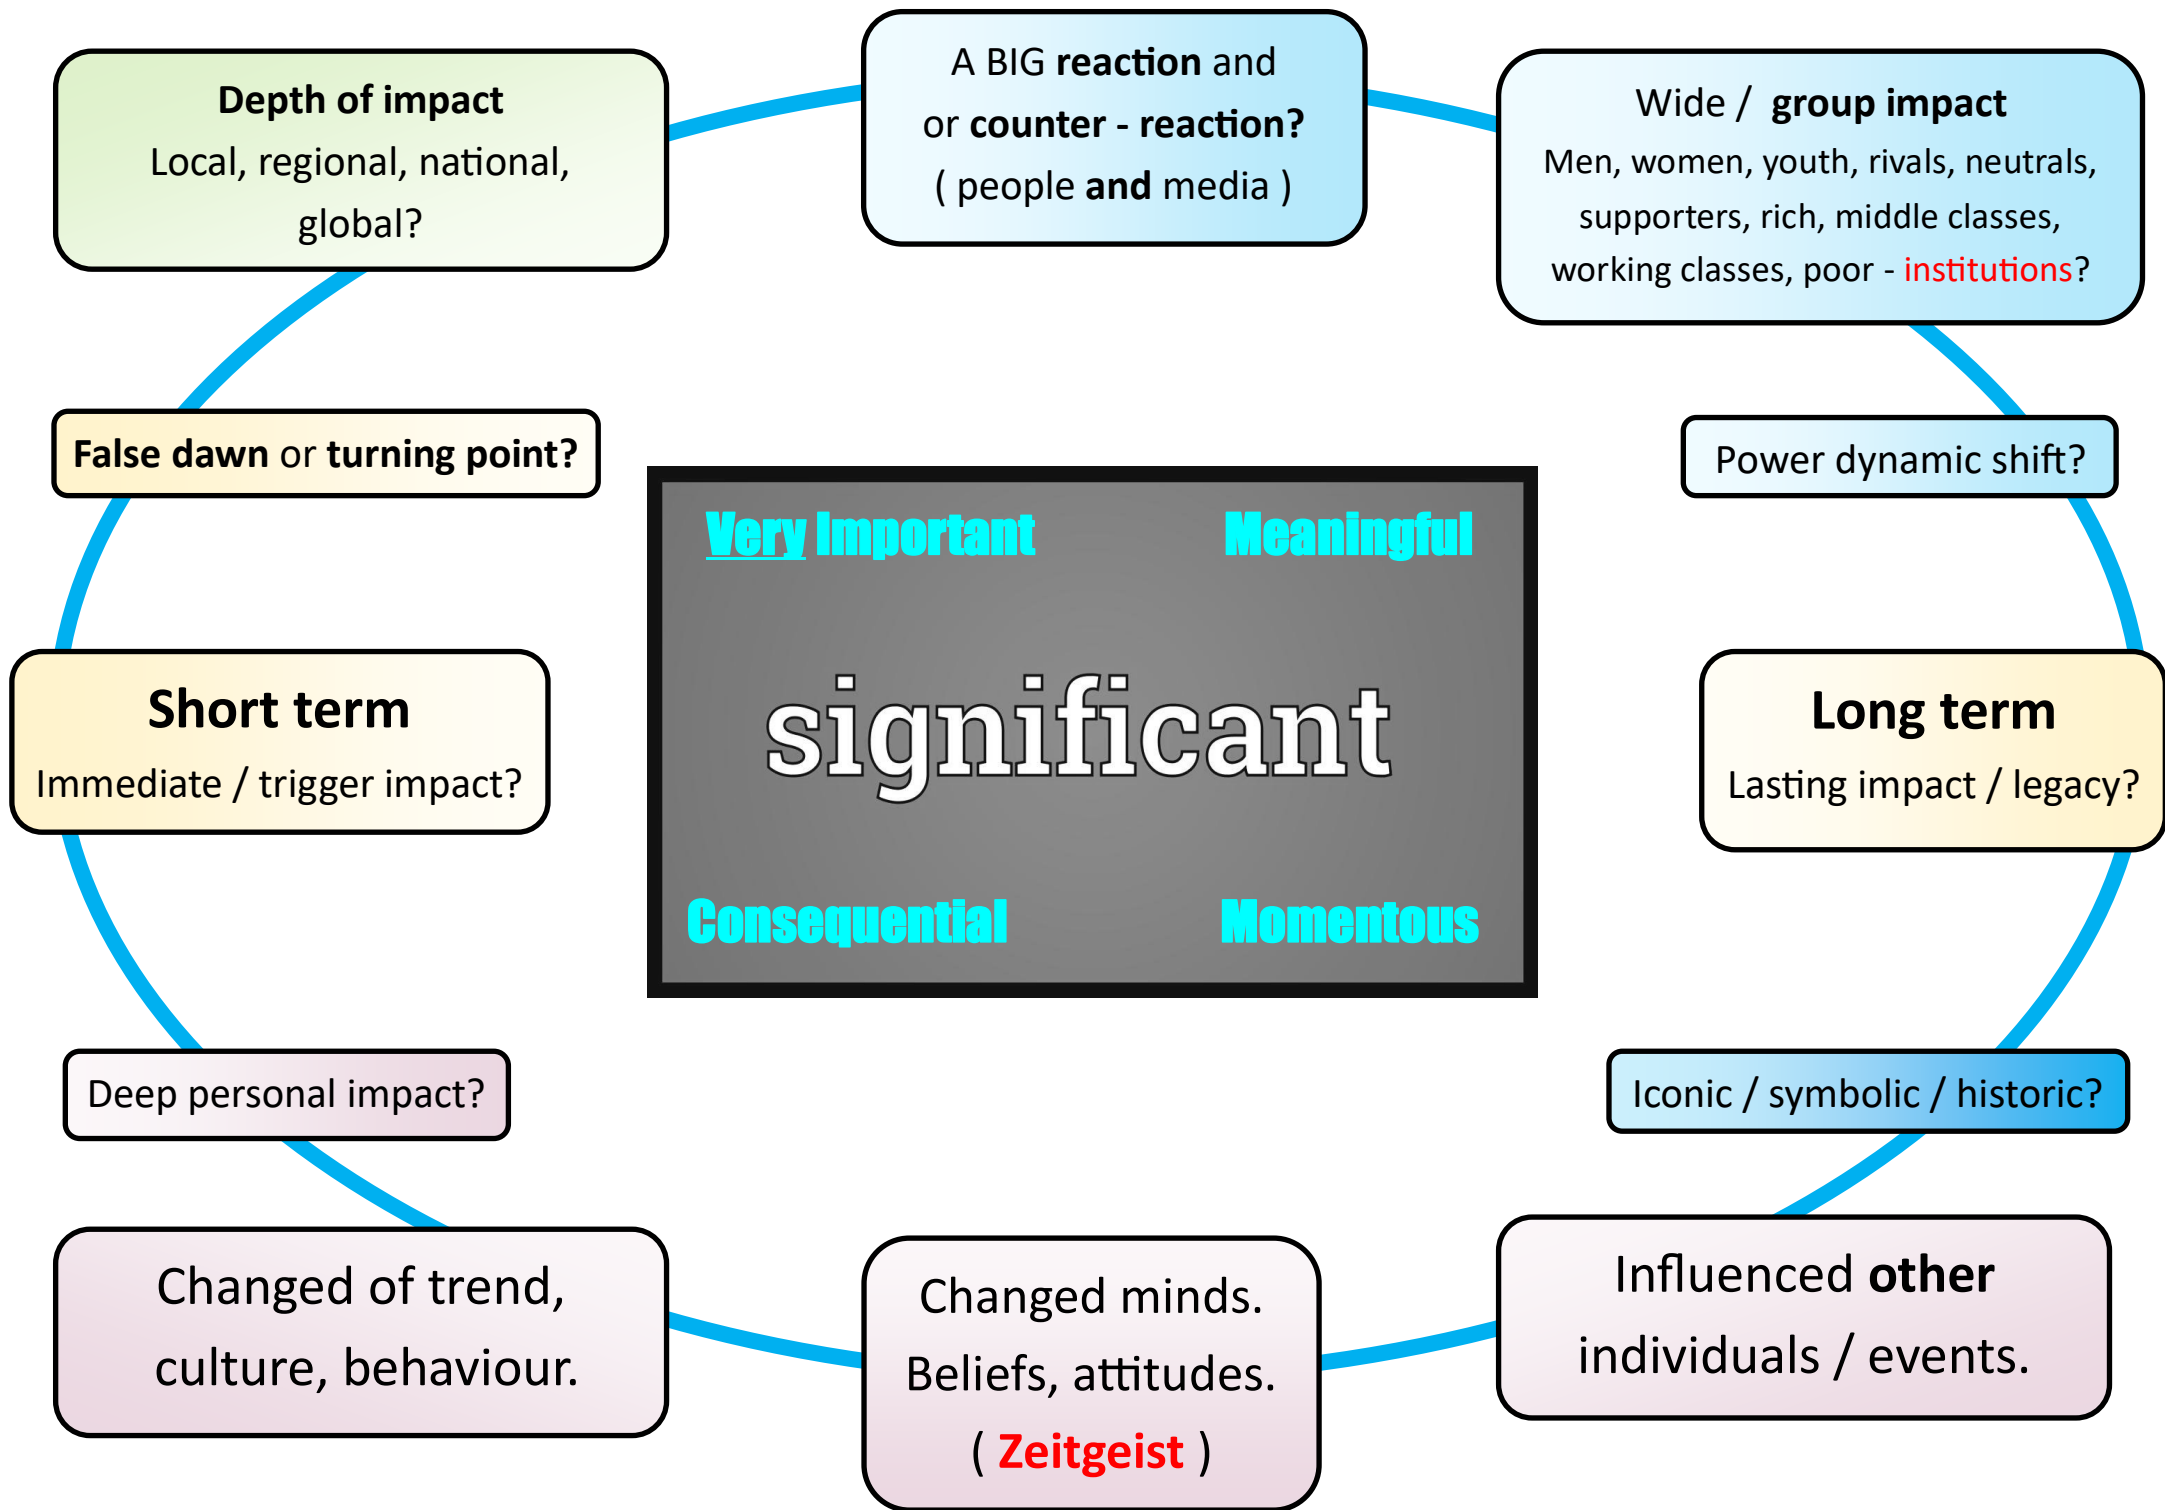 Depth of impact
Local, regional, national,
global?
A BIG reaction and
or counter - reaction?
( people and media )
Wide / group impact
Men, women, youth, rivals, neutrals,
supporters, rich, middle classes,
working classes, poor - institutions?
False dawn or turning point?
Power dynamic shift?
Very Important
Meaningful
significant
Consequential
Momentous
Short term
Immediate / trigger impact?
Long term
Lasting impact / legacy?
Deep personal impact?
Iconic / symbolic / historic?
Changed of trend,
culture, behaviour.
Changed minds.
Beliefs, attitudes.
( Zeitgeist )
Influenced other
individuals / events.